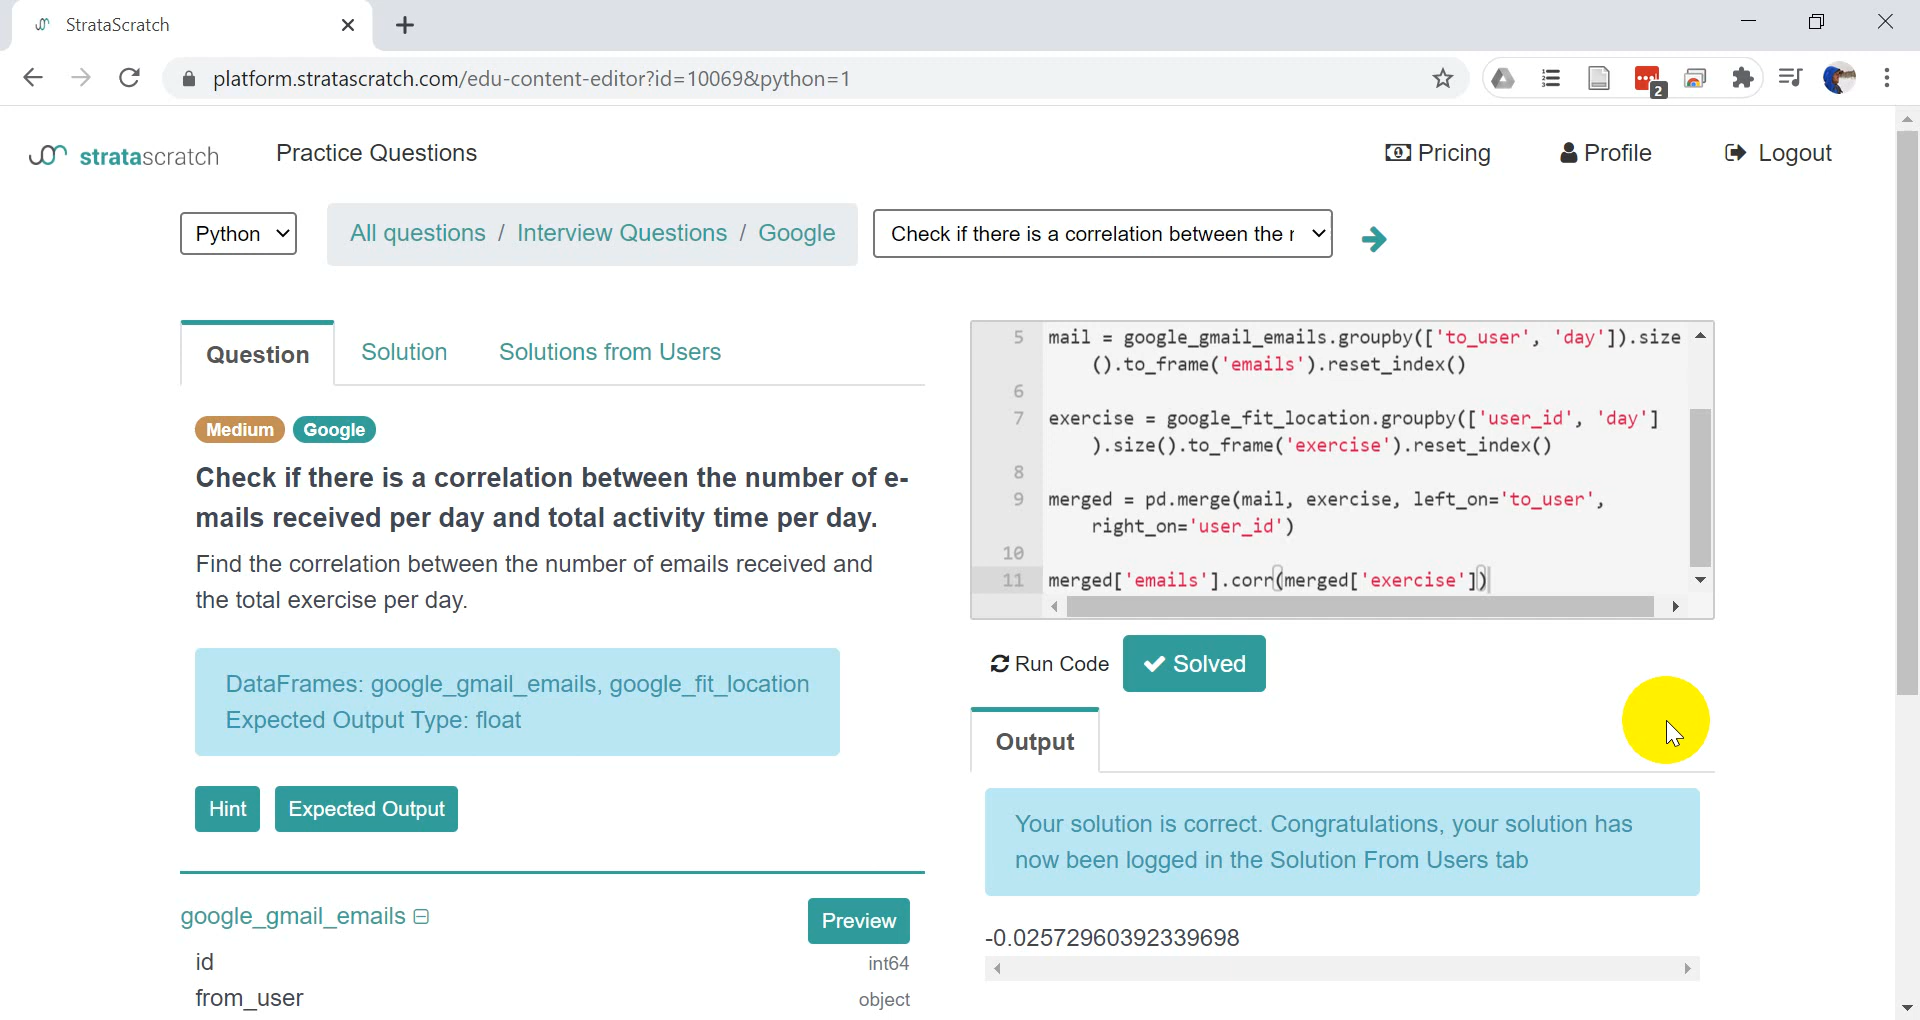 StrataScratch
platform.stratascratch.com/edu-content-editor?id=10069&python=1
2
stratascratch
Practice Questions
Pricing
Profile
Logout
Python
All questions / Interview Questions / Google
Check if there is a correlation between the r
Question
Solution
Solutions from Users
Medium
Google
Check if there is a correlation between the number of e-
mails received per day and total activity time per day.
Find the correlation between the number of emails received and
the total exercise per day.
DataFrames: google_gmail_emails, google_fit_location
Expected Output Type: float
Hint
Expected Output
google_gmail_emails
Preview
id int64
from_user object
5 mail = google_gmail_emails.groupby(['to_user', 'day']).size
().to_frame('emails').reset_index()
6
7 exercise = google_fit_location.groupby(['user_id', 'day']
).size().to_frame('exercise').reset_index()
8
9 merged = pd.merge(mail, exercise, left_on='to_user',
right_on='user_id')
10
11 merged['emails'].corr(merged['exercise'])
Run Code
Solved
Output
Your solution is correct. Congratulations, your solution has
now been logged in the Solution From Users tab
-0.02572960392339698